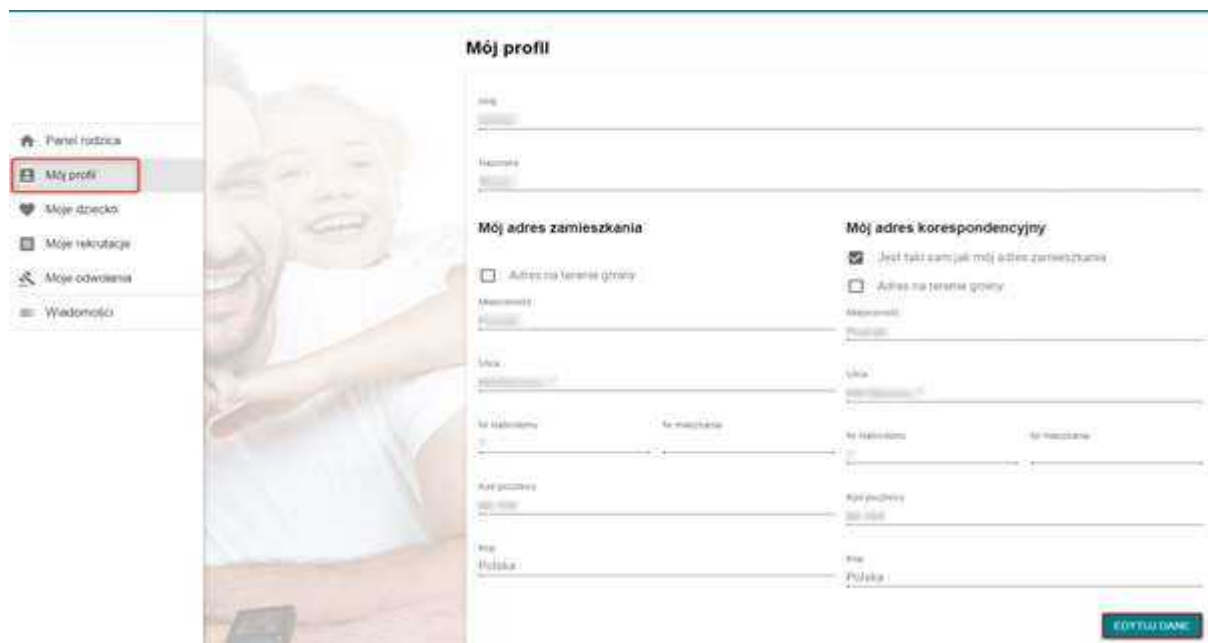 Mój profil
Imię
Panel rodzica
Nazwisko
Mój profil
Moje dziecko
Moje rekrutacje
Moje odwołania
Wiadomości
Mój adres zamieszkania
Adres na terenie gminy
Miejscowość
Ulica
Nr budynku
Nr mieszkania
Kod pocztowy
Kraj
Polska
Mój adres korespondencyjny
Jest taki sam jak mój adres zamieszkania
Adres na terenie gminy
Miejscowość
Ulica
Nr mieszkania
Kod pocztowy
Kraj
Polska
EDYTUJ DANE